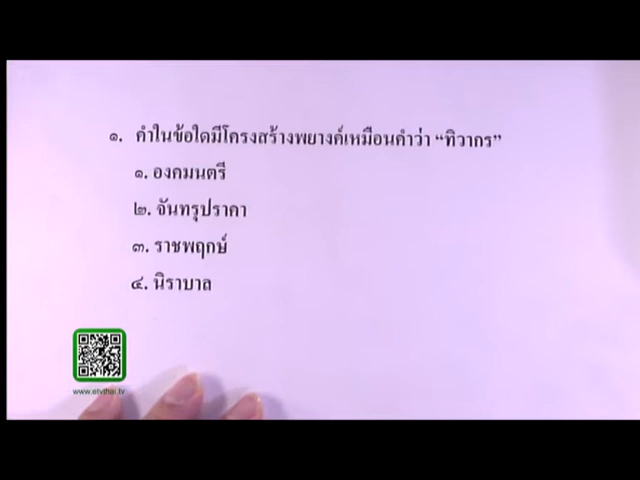 ๑. คำในข้อใดมีโครงสร้างพยางค์เหมือนคำว่า “ทิวากร”
๑. องคมนตรี
๒. จันทรุปราคา
๓. ราชพฤกษ์
๔. นิราบาล
www.etvthai.tv